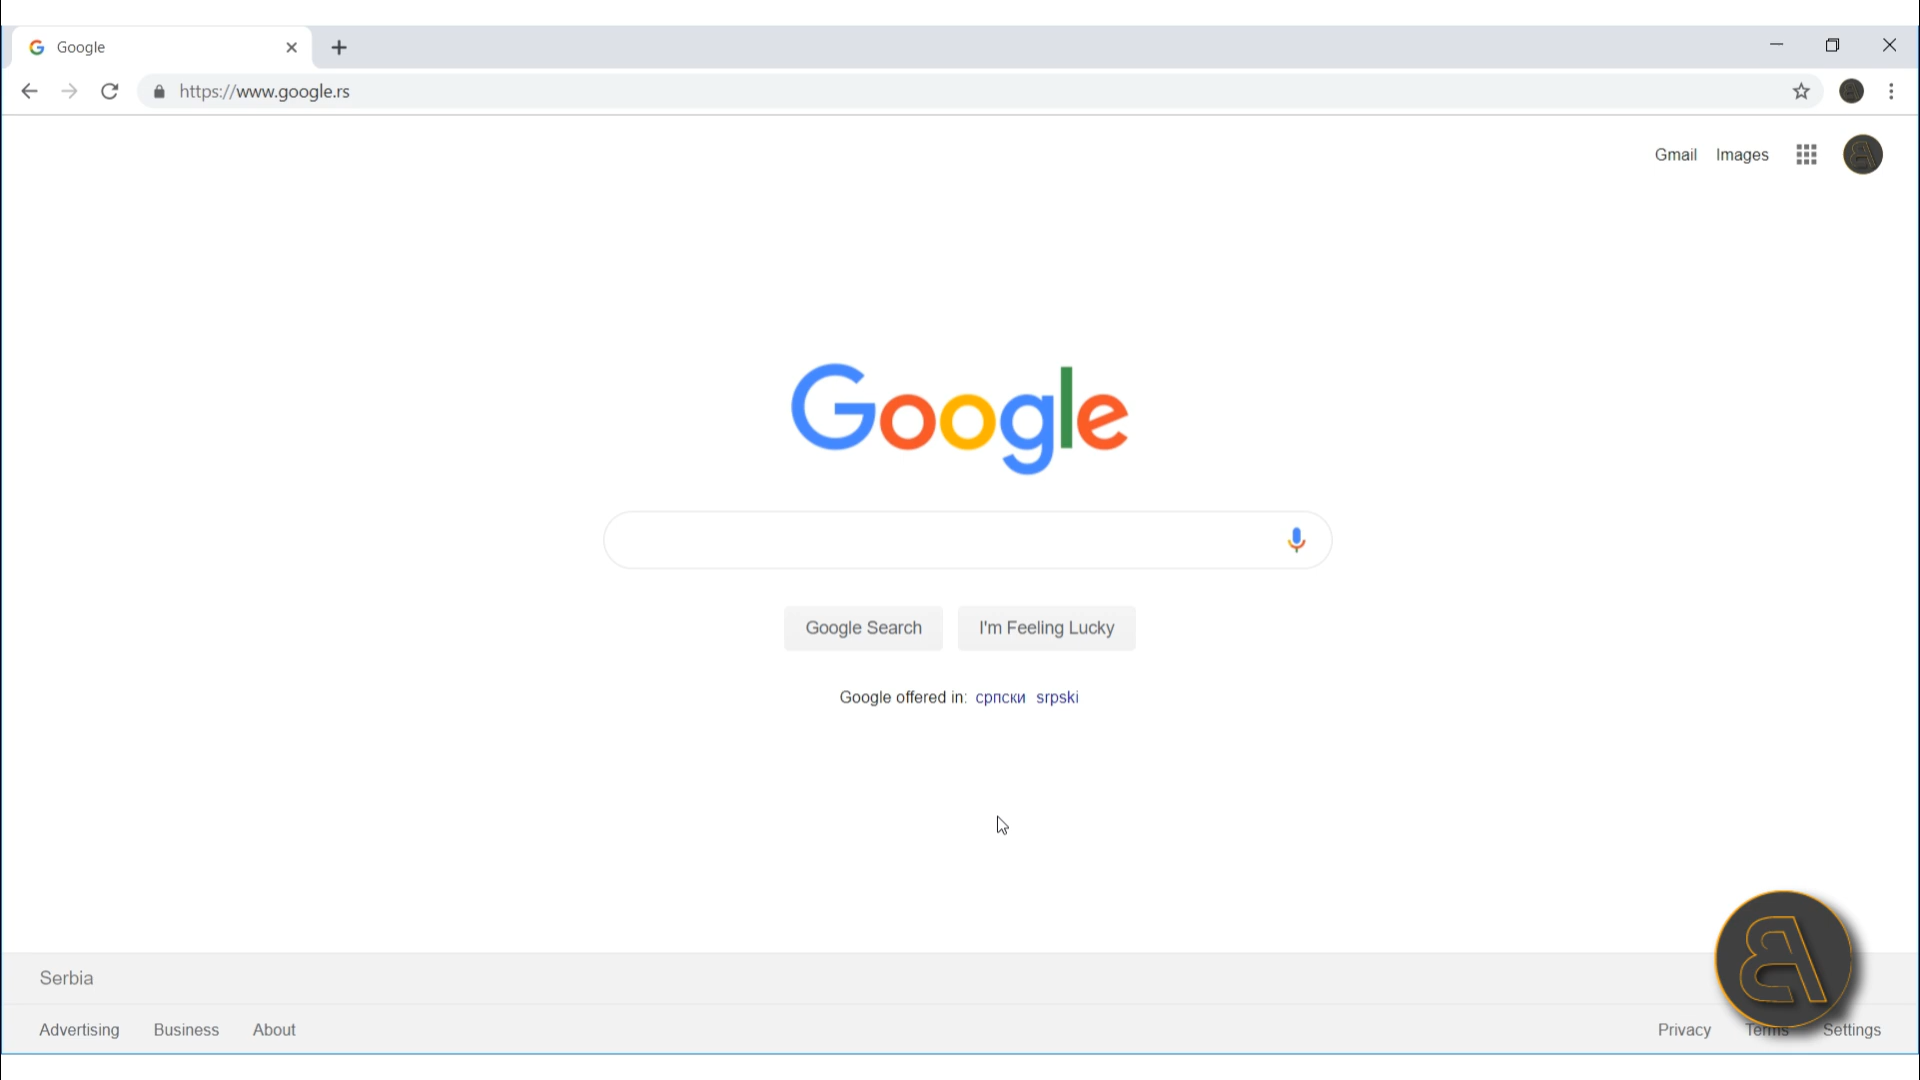 Google
https://www.google.rs
Gmail Images
Google
Google Search I'm Feeling Lucky
Google offered in: српски srpski
Serbia
Advertising Business About
Privacy Terms Settings